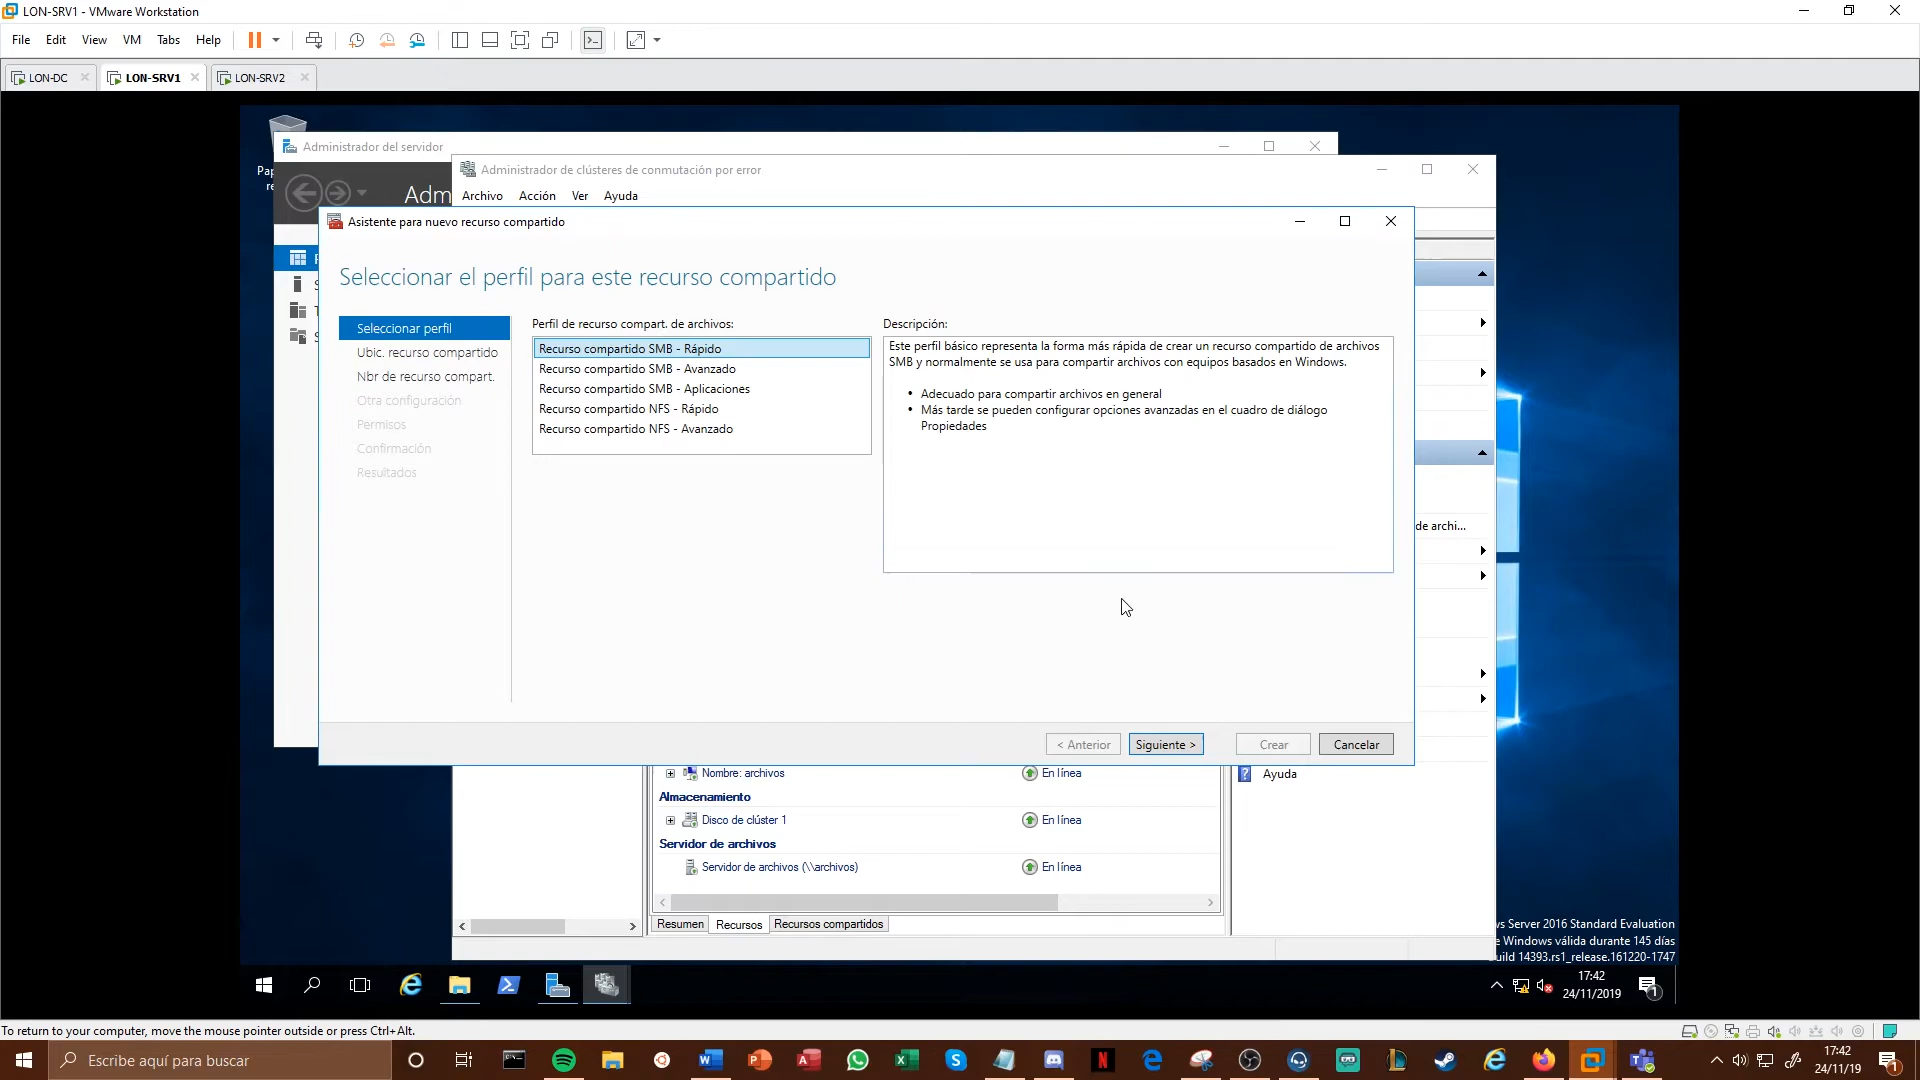 LON-SRV1 - VMware Workstation
File Edit View VM Tabs Help
LON-DC LON-SRV1 LON-SRV2
Administrador del servidor
Administrador de clústeres de conmutación por error
Adm
Archivo Acción Ver Ayuda
Asistente para nuevo recurso compartido
Seleccionar el perfil para este recurso compartido
Seleccionar perfil
Ubic. recurso compartido
Nbr de recurso compart.
Otra configuración
Permisos
Confirmación
Resultados
Perfil de recurso compart. de archivos:
Recurso compartido SMB - Rápido
Recurso compartido SMB - Avanzado
Recurso compartido SMB - Aplicaciones
Recurso compartido NFS - Rápido
Recurso compartido NFS - Avanzado
Descripción:
Este perfil básico representa la forma más rápida de crear un recurso compartido de archivos
SMB y normalmente se usa para compartir archivos con equipos basados en Windows.
• Adecuado para compartir archivos en general
• Más tarde se pueden configurar opciones avanzadas en el cuadro de diálogo
Propiedades
de archi...
< Anterior Siguiente > Crear Cancelar
Nombre: archivos En línea
Almacenamiento
Disco de clúster 1 En línea
Servidor de archivos
Servidor de archivos (\\archivos) En línea
Resumen Recursos Recursos compartidos
Ayuda
ws Server 2016 Standard Evaluation
e Windows válida durante 145 días
uild 14393.rs1_release.161220-1747
17:42
24/11/2019
1
To return to your computer, move the mouse pointer outside or press Ctrl+Alt.
Escribe aquí para buscar
17:42
24/11/19
1